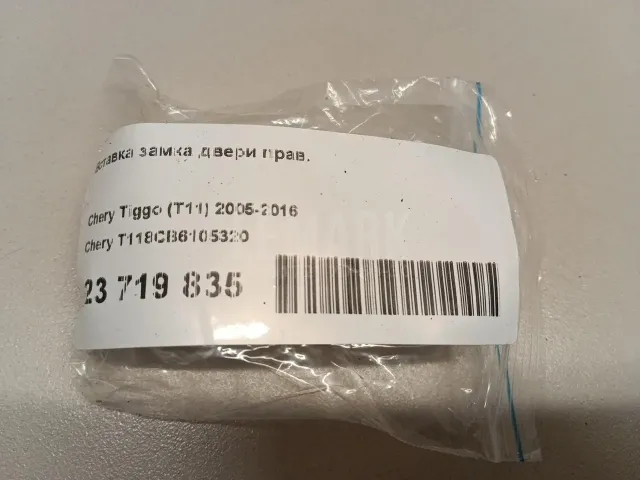 Вставка замка двери прав.
Chery Tiggo (T11) 2005-2016
Chery T118CB6105320
23 719 835